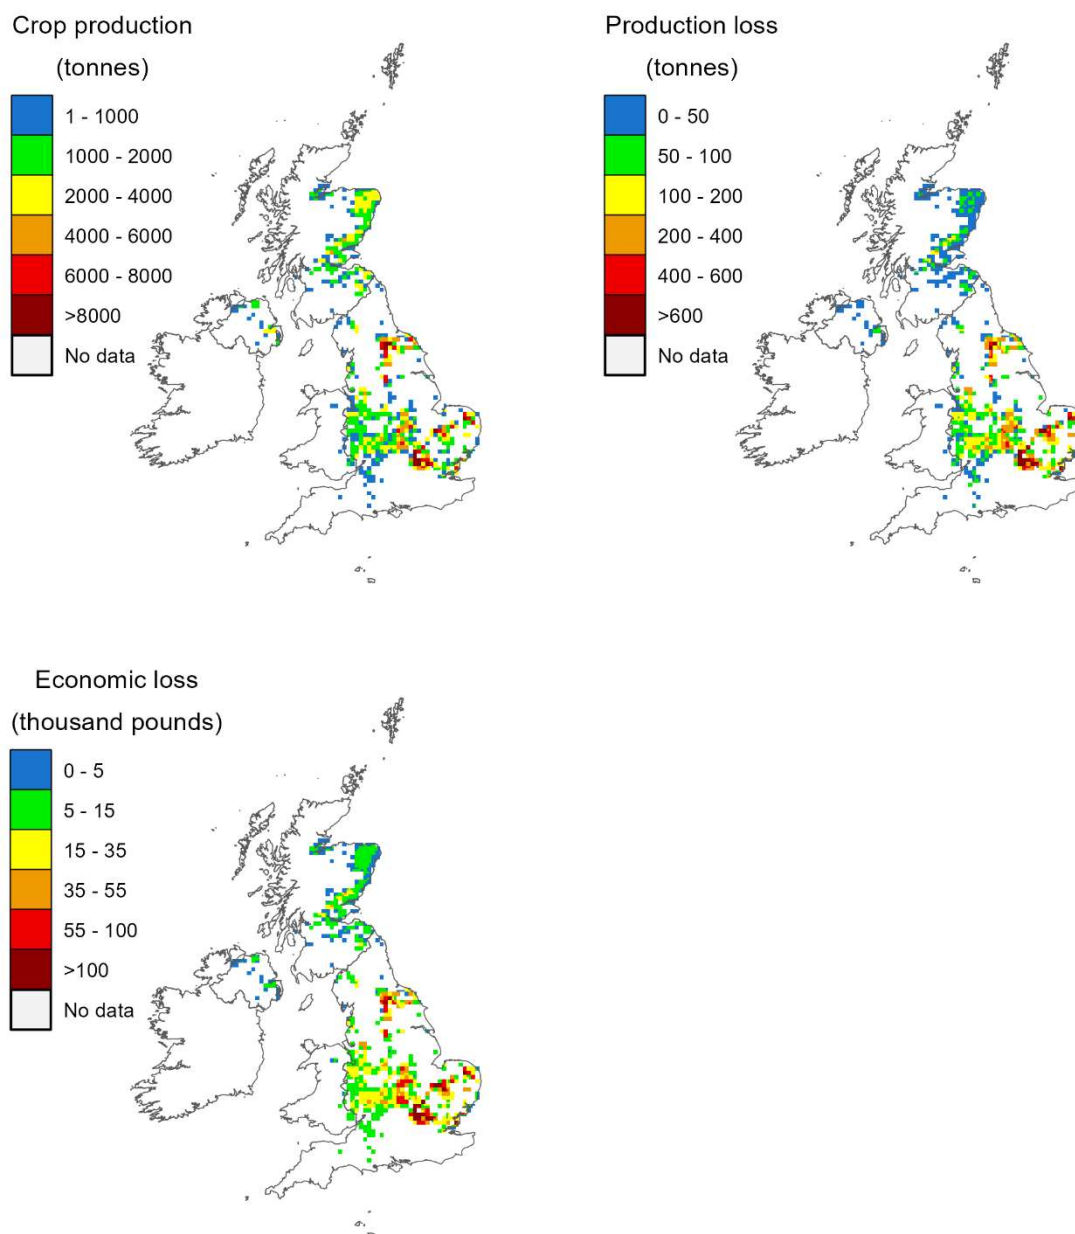 Crop production
(tonnes)
1 - 1000
1000 - 2000
2000 - 4000
4000 - 6000
6000 - 8000
>8000
No data
Production loss
(tonnes)
0 - 50
50 - 100
100 - 200
200 - 400
400 - 600
>600
No data
Economic loss
(thousand pounds)
0 - 5
5 - 15
15 - 35
35 - 55
55 - 100
>100
No data